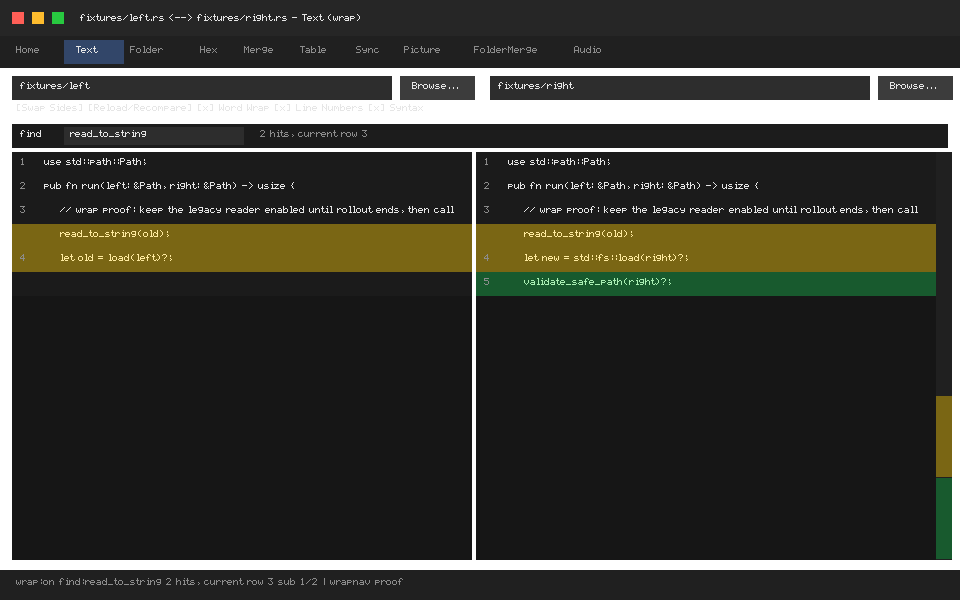 fixtures/left.rs <--> fixtures/right.rs - Text (wrap)
Home Text Folder Hex Merge Table Sync Picture FolderMerge Audio
fixtures/left Browse... fixtures/right Browse...
[Swap Sides] [Reload/Recompare] [x] Word Wrap [x] Line Numbers [x] Syntax
find read_to_string 2 hits, current row 3
1 use std::path::Path;
2 pub fn run(left: &Path, right: &Path) -> usize {
3 // wrap proof: keep the legacy reader enabled until rollout ends, then call
read_to_string(old);
4 let old = load(left)?;
1 use std::path::Path;
2 pub fn run(left: &Path, right: &Path) -> usize {
3 // wrap proof: keep the legacy reader enabled until rollout ends, then call
read_to_string(old);
4 let new = std::fs::load(right)?;
5 validate_safe_path(right)?;
wrap:on find:read_to_string 2 hits, current row 3 sub 1/2 | wrapnav proof